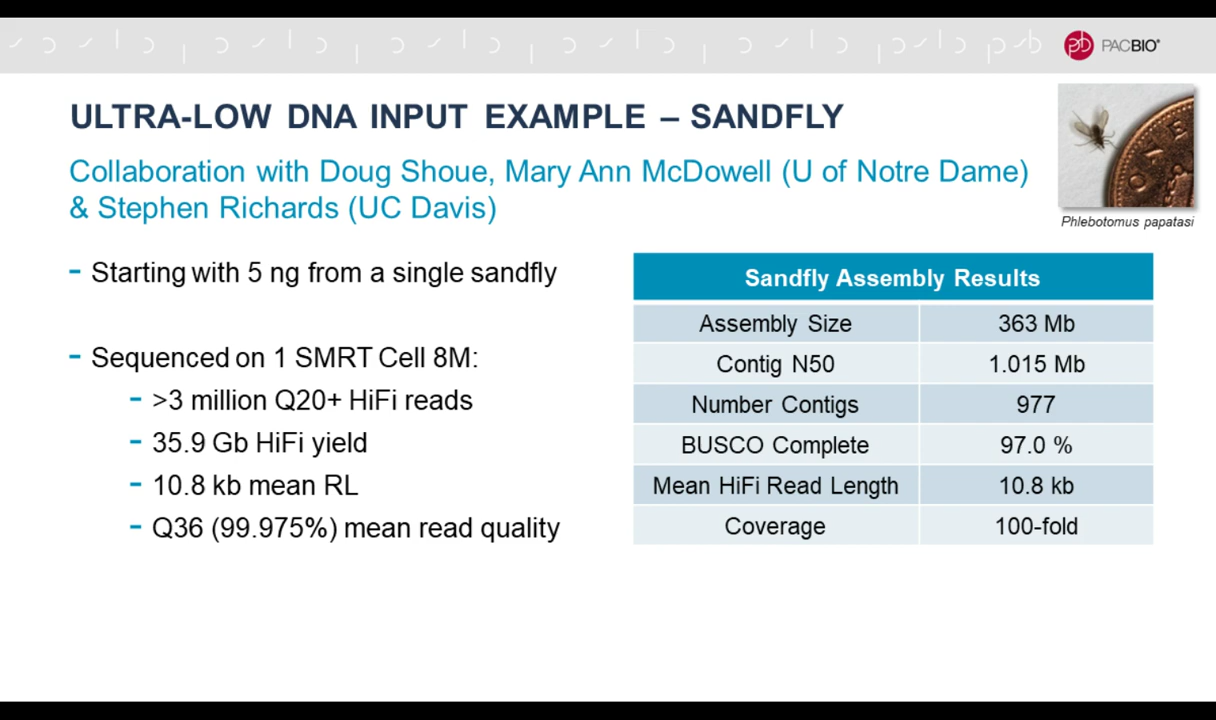 PACBIO®
ULTRA-LOW DNA INPUT EXAMPLE – SANDFLY
Collaboration with Doug Shoue, Mary Ann McDowell (U of Notre Dame)
& Stephen Richards (UC Davis)
Phlebotomus papatasi
- Starting with 5 ng from a single sandfly
- Sequenced on 1 SMRT Cell 8M:
- >3 million Q20+ HiFi reads
- 35.9 Gb HiFi yield
- 10.8 kb mean RL
- Q36 (99.975%) mean read quality
Sandfly Assembly Results
Assembly Size 363 Mb
Contig N50 1.015 Mb
Number Contigs 977
BUSCO Complete 97.0 %
Mean HiFi Read Length 10.8 kb
Coverage 100-fold